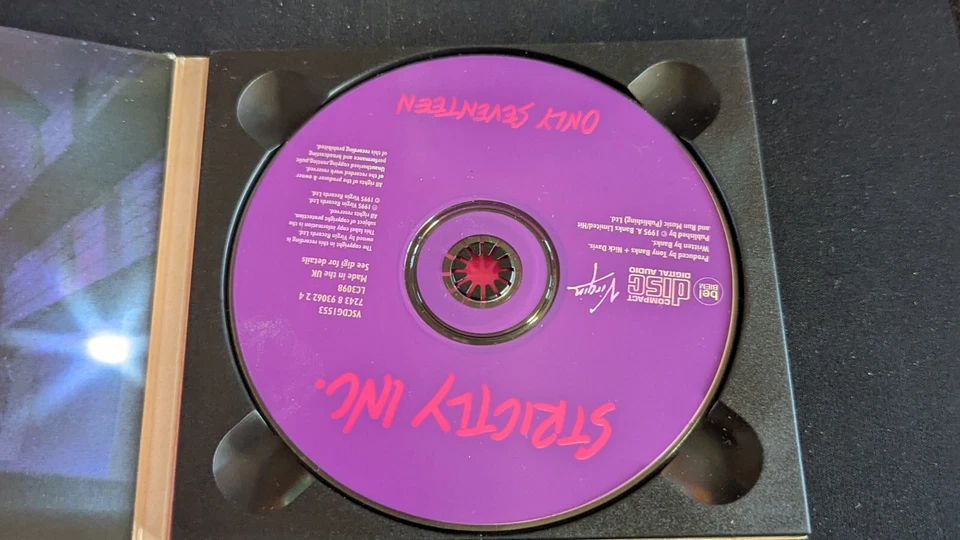 STRICTLY INC.
bel
BIEM
COMPACT
disc
DIGITAL AUDIO
Virgin
Produced by Tony Banks + Nick Davis.
Written by Banks.
Published by © 1995 A. Banks Limited/Hit
and Run Music (Publishing) Ltd.
VSCDG1553
7243 8 93062 2 4
LC3098
Made in the UK
See digi for details
The copyright in this recording is
owned by Virgin Records Ltd.
This label copy information is the
subject of copyright protection.
All rights reserved.
℗ 1995 Virgin Records Ltd.
© 1995 Virgin Records Ltd.
All rights of the producer & owner
of the recorded work reserved.
Unauthorised copying,renting,public
performance and broadcasting
of this recording prohibited.
ONLY SEVENTEEN